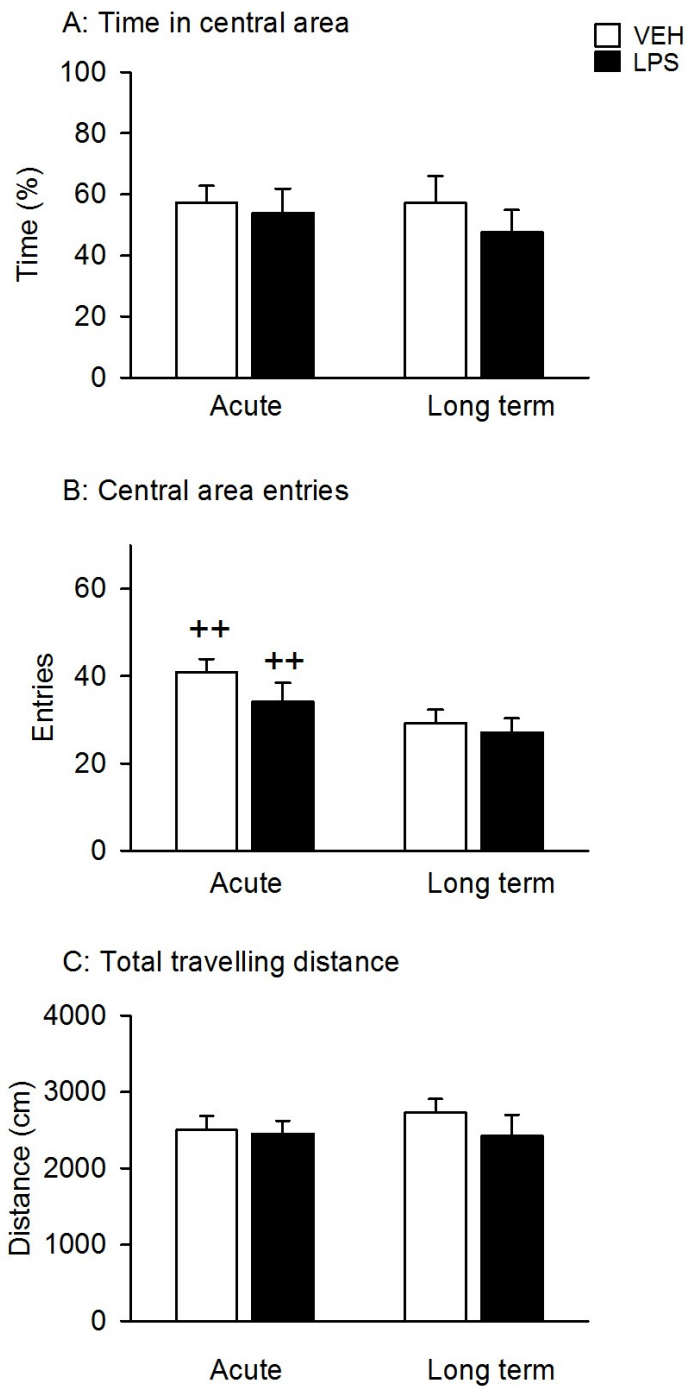 A: Time in central area
VEH
LPS
100
80
60
40
20
0
Time (%)
Acute Long term
B: Central area entries
60
40
20
0
Entries
++
++
Acute Long term
C: Total travelling distance
4000
3000
2000
1000
0
Distance (cm)
Acute Long term